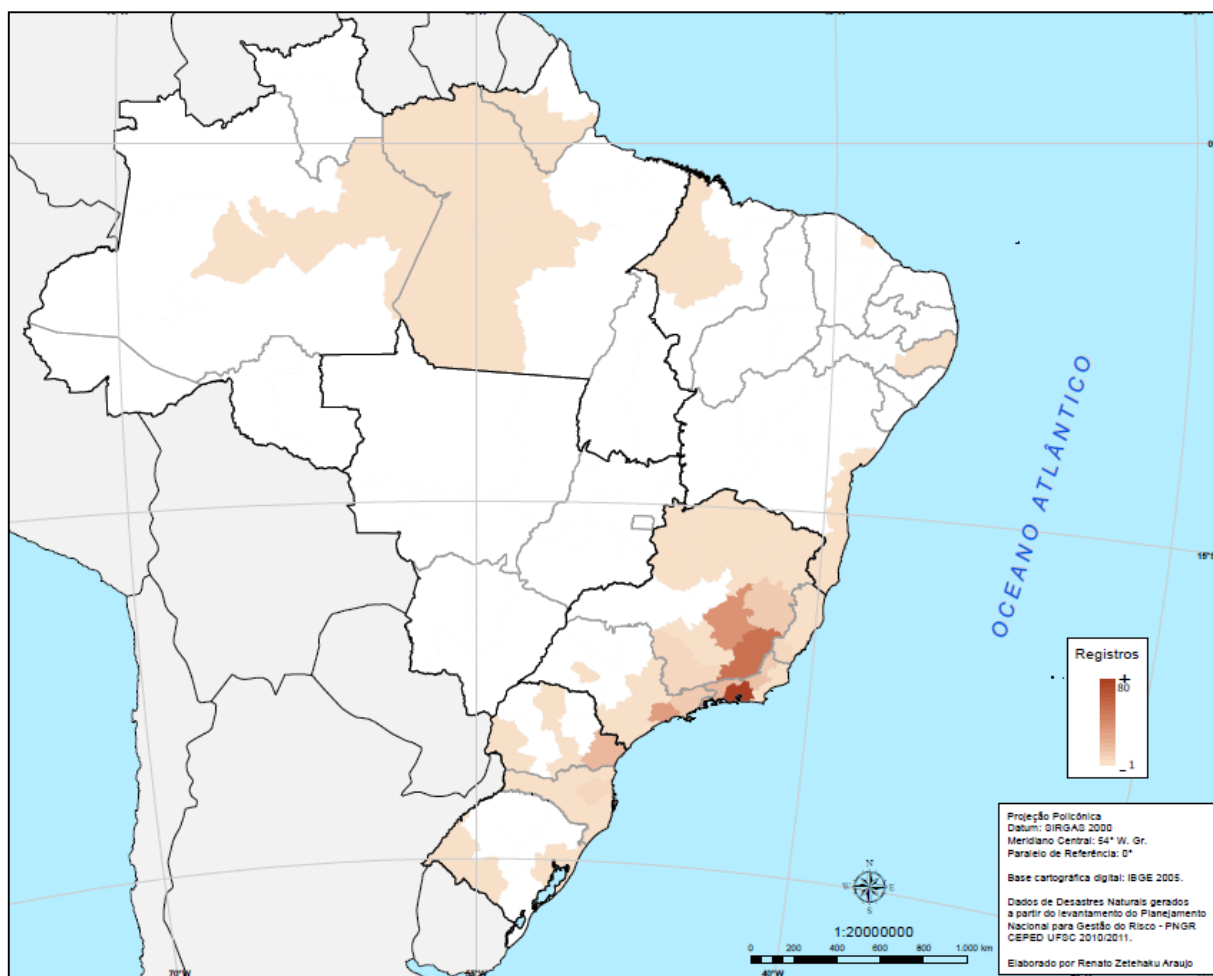 0°
OCEANO ATLÂNTICO
15°S
Registros
+
80
1
–
Projeção Policônica
Datum: SIRGAS 2000
Meridiano Central: 54° W. Gr.
Paralelo de Referência: 0°
Base cartográfica digital: IBGE 2005.
Dados de Desastres Naturais gerados
a partir do levantamento do Planejamento
Nacional para Gestão do Risco - PNGR
CEPED UFSC 2010/2011.
Elaborado por Renato Zetehaku Araujo
N
W
E
S
1:20000000
0 200 400 600 800 1.000 km
70°W
40°W